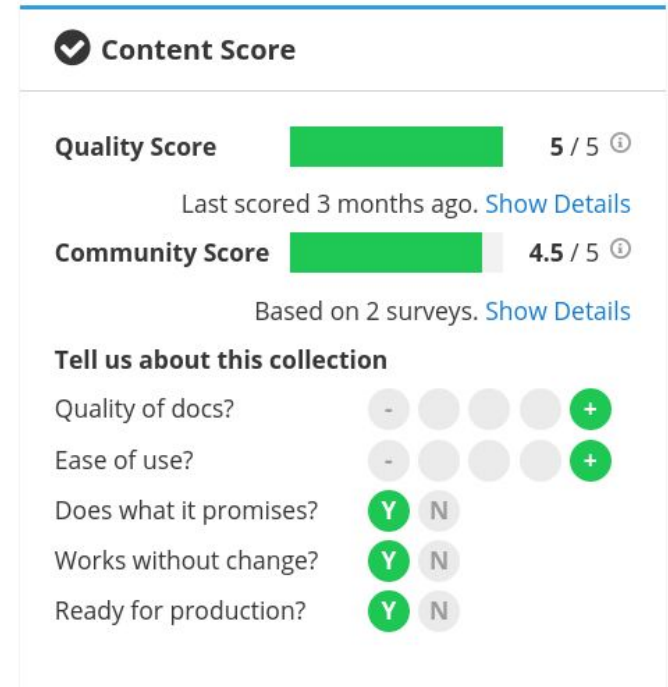 Content Score
Quality Score 5 / 5
Last scored 3 months ago. Show Details
Community Score 4.5 / 5
Based on 2 surveys. Show Details
Tell us about this collection
Quality of docs? - +
Ease of use? - +
Does what it promises? Y N
Works without change? Y N
Ready for production? Y N